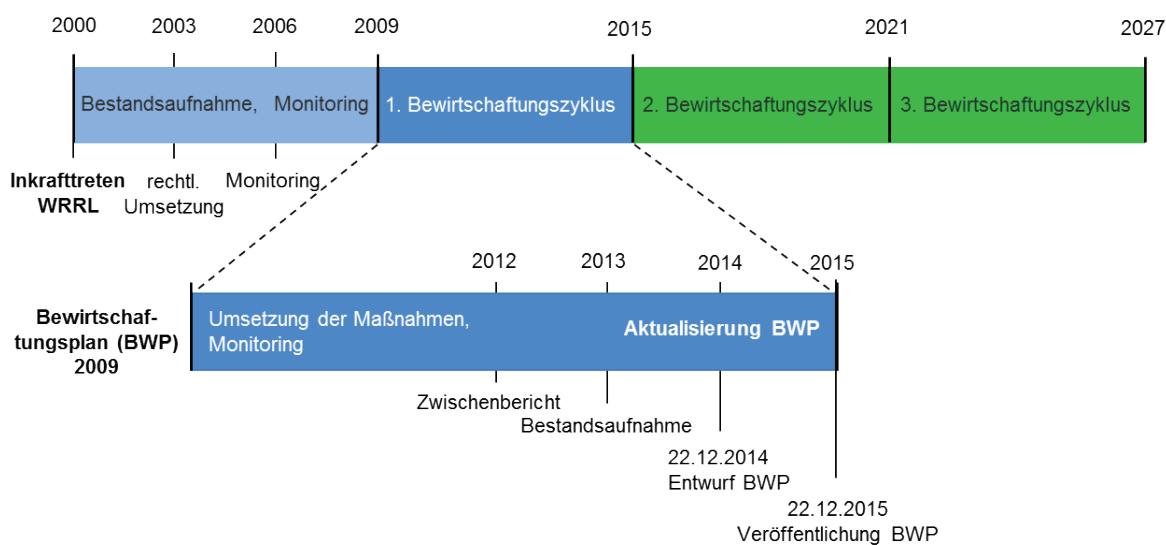 2000 2003 2006 2009 2015 2021 2027
Bestandsaufnahme, Monitoring 1. Bewirtschaftungszyklus 2. Bewirtschaftungszyklus 3. Bewirtschaftungszyklus
Inkrafttreten rechtl. Monitoring
WRRL Umsetzung
2012 2013 2014 2015
Bewirtschaf-
tungsplan (BWP)
2009
Umsetzung der Maßnahmen,
Monitoring
Aktualisierung BWP
Zwischenbericht
Bestandsaufnahme
22.12.2014
Entwurf BWP
22.12.2015
Veröffentlichung BWP